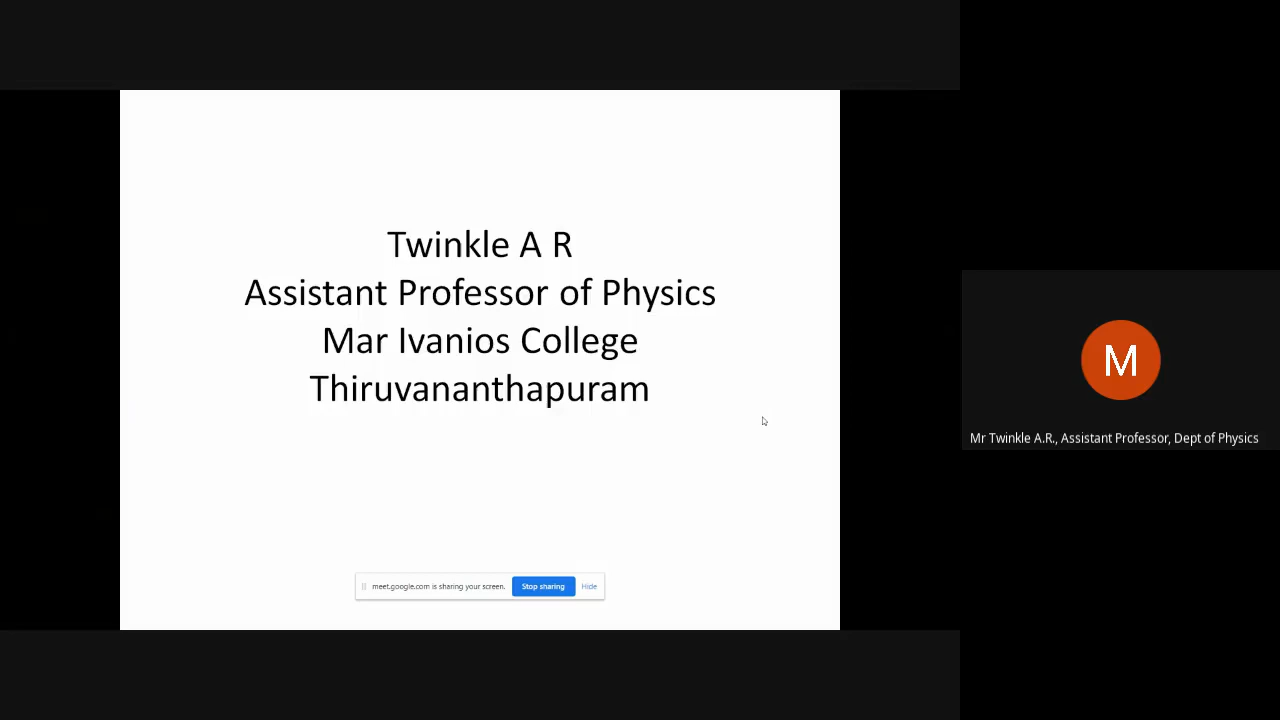 Twinkle A R
Assistant Professor of Physics
Mar Ivanios College
Thiruvananthapuram
M
Mr Twinkle A.R., Assistant Professor, Dept of Physics
meet.google.com is sharing your screen. Stop sharing Hide